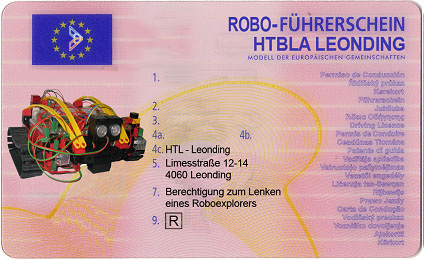 ROBO-FÜHRERSCHEIN
HTBLA LEONDING
MODELL DER EUROPÄISCHEN-GEMEINSCHAFTEN
Permiso de Conducción
Řidišský průkaz
Kørekort
Führerschein
Juhiluba
Driving Licence
Permis de Conduire
Ceadúnas Tiomána
Patente di guida
Vadītāja apliecība
Vairuotojo pažymėjimas
Vezetői engedély
Liċenzja tas-Sewqan
Rijbewijs
Prawo Jazdy
Carta de Condução
Vodičský preukaz
Vozniško dovoljenje
Ajokortti
Körkort
1.
2.
3.
4a. 4b.
4c. HTL - Leonding
5. Limesstraße 12-14
4060 Leonding
7. Berechtigung zum Lenken
eines Roboexplorers
9. R